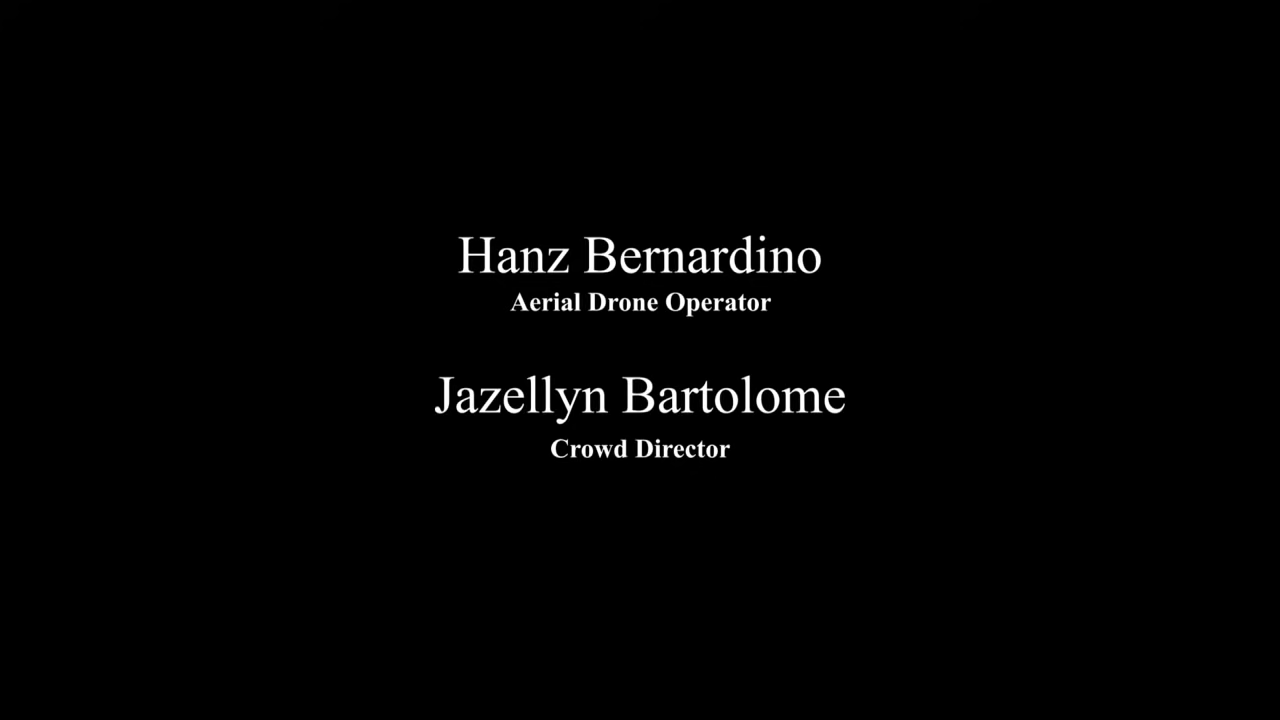 Hanz Bernardino
Aerial Drone Operator
Jazellyn Bartolome
Crowd Director